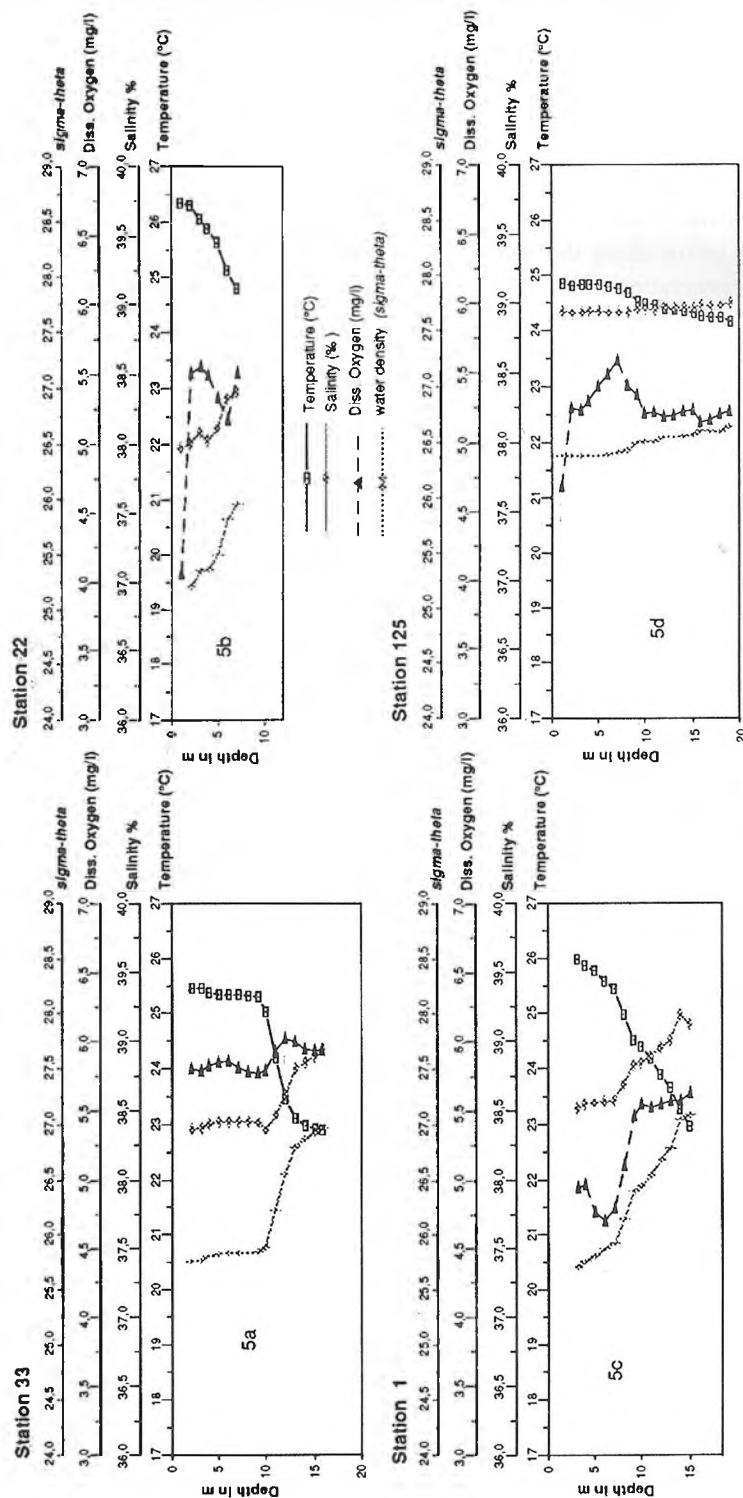 Station 33
24,0 24,5 25,0 25,5 26,0 26,5 27,0 27,5 28,0 28,5 29,0 sigma-theta
3,0 3,5 4,0 4,5 5,0 5,5 6,0 6,5 7,0 Diss. Oxygen (mg/l)
36,0 36,5 37,0 37,5 38,0 38,5 39,0 39,5 40,0 Salinity %
17 18 19 20 21 22 23 24 25 26 27 Temperature (°C)
0
5
10
15
20
Depth in m
5a
Station 22
24,0 24,5 25,0 25,5 26,0 26,5 27,0 27,5 28,0 28,5 29,0 sigma-theta
3,0 3,5 4,0 4,5 5,0 5,5 6,0 6,5 7,0 Diss. Oxygen (mg/l)
36,0 36,5 37,0 37,5 38,0 38,5 39,0 39,5 40,0 Salinity %
17 18 19 20 21 22 23 24 25 26 27 Temperature (°C)
0
5
10
Depth in m
5b
Temperature (°C)
Salinity (‰)
Diss. Oxygen (mg/l)
water density (sigma-theta)
Station 1
24,0 24,5 25,0 25,5 26,0 26,5 27,0 27,5 28,0 28,5 29,0 sigma-theta
3,0 3,5 4,0 4,5 5,0 5,5 6,0 6,5 7,0 Diss. Oxygen (mg/l)
36,0 36,5 37,0 37,5 38,0 38,5 39,0 39,5 40,0 Salinity %
17 18 19 20 21 22 23 24 25 26 27 Temperature (°C)
0
5
10
15
Depth in m
5c
Station 125
24,0 24,5 25,0 25,5 26,0 26,5 27,0 27,5 28,0 28,5 29,0 sigma-theta
3,0 3,5 4,0 4,5 5,0 5,5 6,0 6,5 7,0 Diss. Oxygen (mg/l)
36,0 36,5 37,0 37,5 38,0 38,5 39,0 39,5 40,0 Salinity %
17 18 19 20 21 22 23 24 25 26 27 Temperature (°C)
0
5
10
15
20
Depth in m
5d